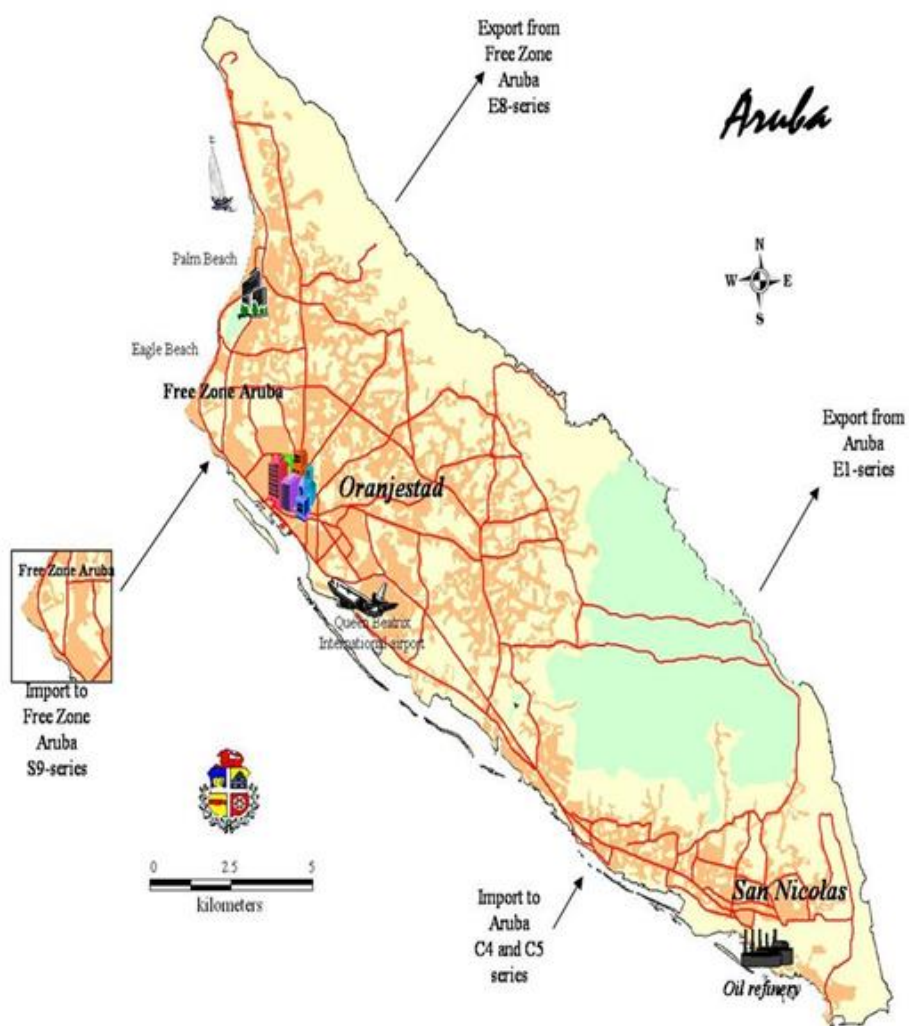 Export from
Free Zone
Aruba
E8-series
Aruba
N
W
E
S
Palm Beach
Eagle Beach
Free Zone Aruba
Export from
Aruba
E1-series
Oranjestad
Free Zone Aruba
Queen Beatrix
International airport
Import to
Free Zone
Aruba
S9-series
0 2.5 5
kilometers
San Nicolas
Import to
Aruba
C4 and C5
series
Oil refinery